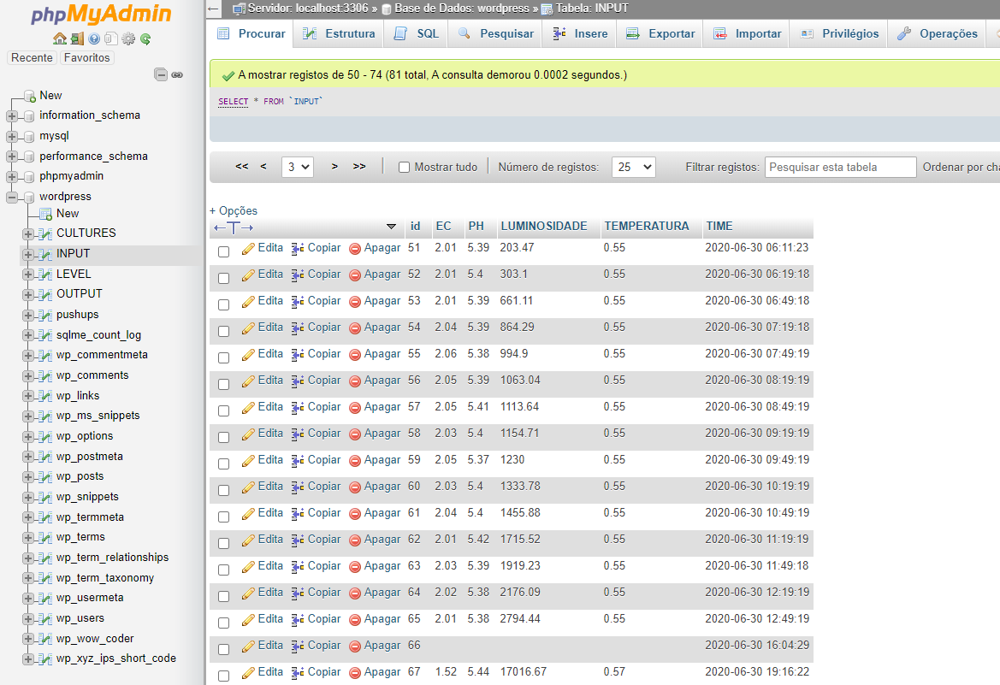 phpMyAdmin
Recente Favoritos
New
information_schema
mysql
performance_schema
phpmyadmin
wordpress
New
CULTURES
INPUT
LEVEL
OUTPUT
pushups
sqlme_count_log
wp_commentmeta
wp_comments
wp_links
wp_ms_snippets
wp_options
wp_postmeta
wp_posts
wp_snippets
wp_termmeta
wp_terms
wp_term_relationships
wp_term_taxonomy
wp_usermeta
wp_users
wp_wow_coder
wp_xyz_ips_short_code
Servidor: localhost:3306 » Base de Dados: wordpress » Tabela: INPUT
Procurar Estrutura SQL Pesquisar Insere Exportar Importar Privilégios Operações
A mostrar registos de 50 - 74 (81 total, A consulta demorou 0.0002 segundos.)
SELECT * FROM `INPUT`
<< < 3 > >> Mostrar tudo Número de registos: 25 Filtrar registos: Pesquisar esta tabela Ordenar por cha
+ Opções
←T→ id EC PH LUMINOSIDADE TEMPERATURA TIME
Edita Copiar Apagar 51 2.01 5.39 203.47 0.55 2020-06-30 06:11:23
Edita Copiar Apagar 52 2.01 5.4 303.1 0.55 2020-06-30 06:19:18
Edita Copiar Apagar 53 2.01 5.39 661.11 0.55 2020-06-30 06:49:18
Edita Copiar Apagar 54 2.04 5.39 864.29 0.55 2020-06-30 07:19:18
Edita Copiar Apagar 55 2.06 5.38 994.9 0.55 2020-06-30 07:49:19
Edita Copiar Apagar 56 2.05 5.39 1063.04 0.55 2020-06-30 08:19:19
Edita Copiar Apagar 57 2.05 5.41 1113.64 0.55 2020-06-30 08:49:19
Edita Copiar Apagar 58 2.03 5.4 1154.71 0.55 2020-06-30 09:19:19
Edita Copiar Apagar 59 2.05 5.37 1230 0.55 2020-06-30 09:49:19
Edita Copiar Apagar 60 2.03 5.4 1333.78 0.55 2020-06-30 10:19:19
Edita Copiar Apagar 61 2.04 5.4 1455.88 0.55 2020-06-30 10:49:19
Edita Copiar Apagar 62 2.01 5.42 1715.52 0.55 2020-06-30 11:19:19
Edita Copiar Apagar 63 2.03 5.39 1919.23 0.55 2020-06-30 11:49:18
Edita Copiar Apagar 64 2.02 5.38 2176.09 0.55 2020-06-30 12:19:19
Edita Copiar Apagar 65 2.01 5.38 2794.44 0.55 2020-06-30 12:49:19
Edita Copiar Apagar 66 2020-06-30 16:04:29
Edita Copiar Apagar 67 1.52 5.44 17016.67 0.57 2020-06-30 19:16:22